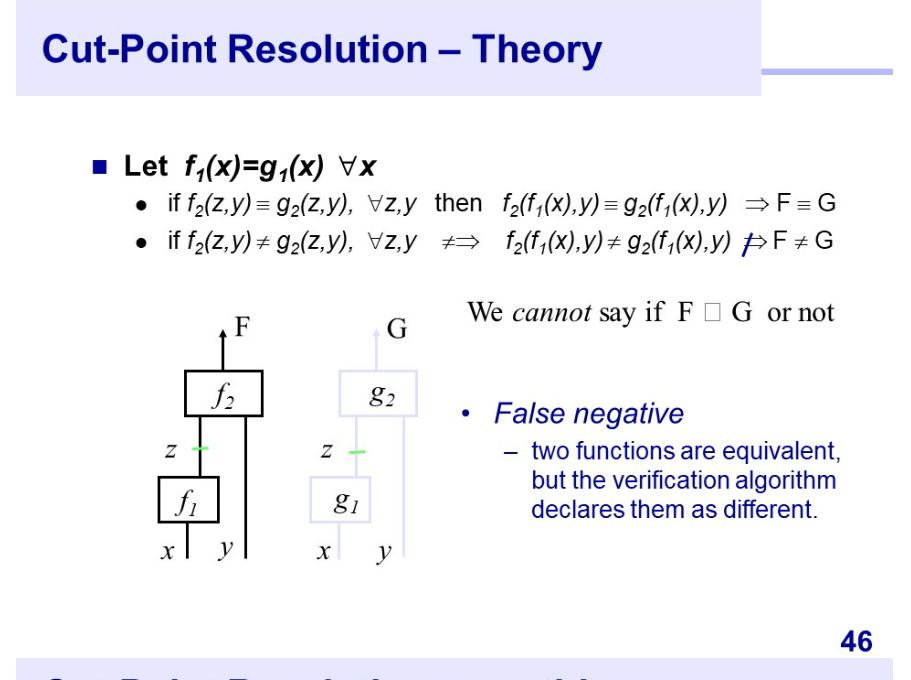 Cut-Point Resolution – Theory
Let f₁(x)=g₁(x) ∀x
if f₂(z,y) ≡ g₂(z,y), ∀z,y then f₂(f₁(x),y) ≡ g₂(f₁(x),y) ⇒ F ≡ G
if f₂(z,y) ≠ g₂(z,y), ∀z,y ≠⇒ f₂(f₁(x),y) ≠ g₂(f₁(x),y) ⇏ F ≠ G
We cannot say if F □ G or not
F G
f₂ g₂
z z
f₁ g₁
x y x y
• False negative
– two functions are equivalent,
but the verification algorithm
declares them as different.
46